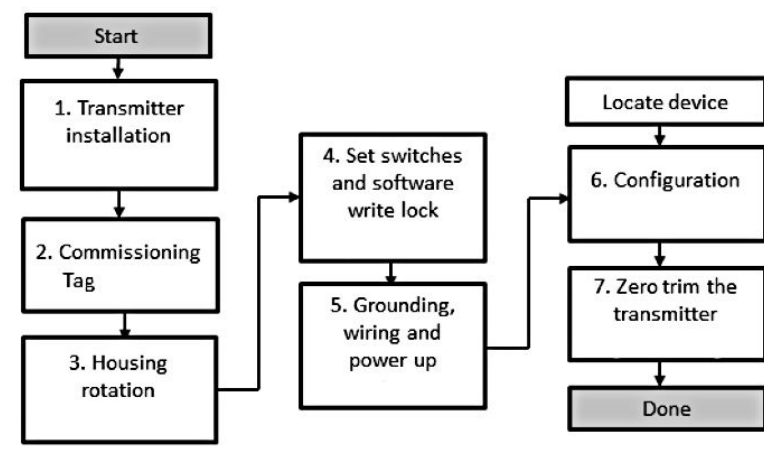 Start
1. Transmitter
installation
2. Commissioning
Tag
3. Housing
rotation
4. Set switches
and software
write lock
5. Grounding,
wiring and
power up
Locate device
6. Configuration
7. Zero trim the
transmitter
Done